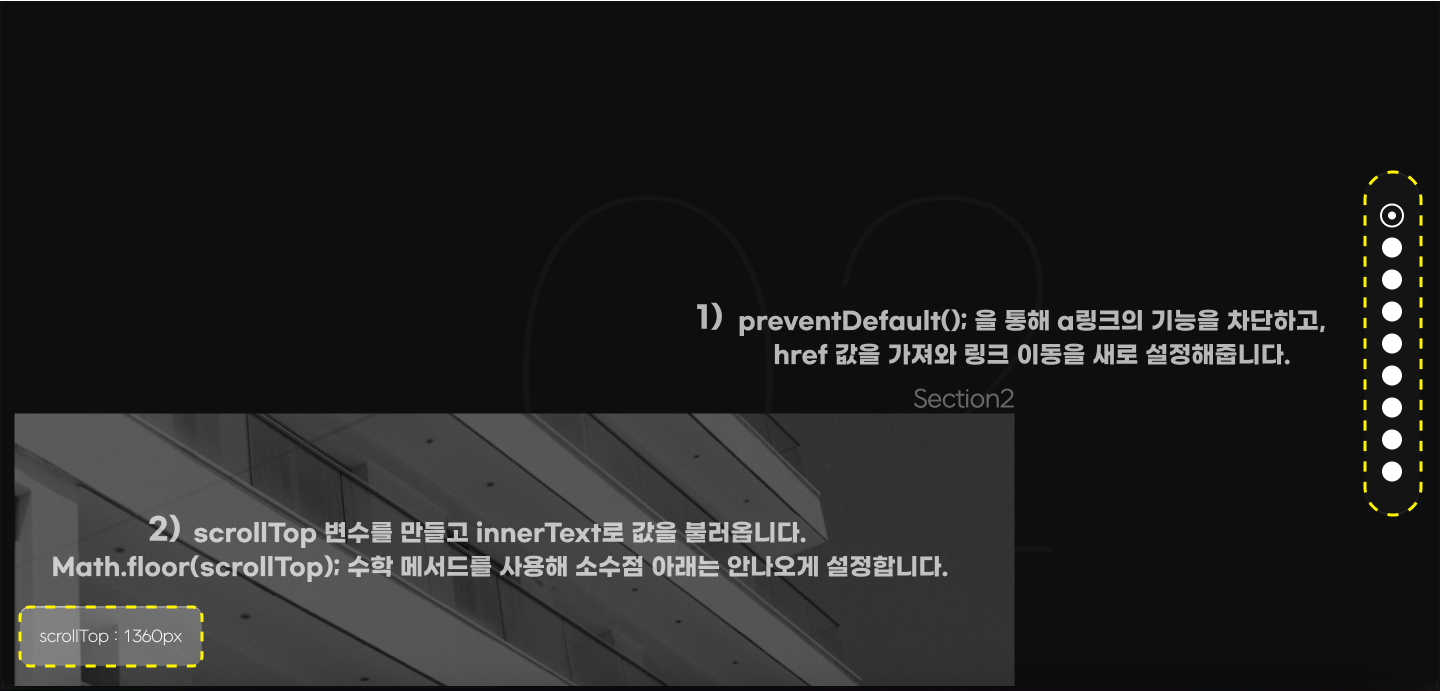 02
1) preventDefault(); 을 통해 a링크의 기능을 차단하고,
href 값을 가져와 링크 이동을 새로 설정해줍니다.
Section2
2) scrollTop 변수를 만들고 innerText로 값을 불러옵니다.
Math.floor(scrollTop); 수학 메서드를 사용해 소수점 아래는 안나오게 설정합니다.
scrollTop : 1360px